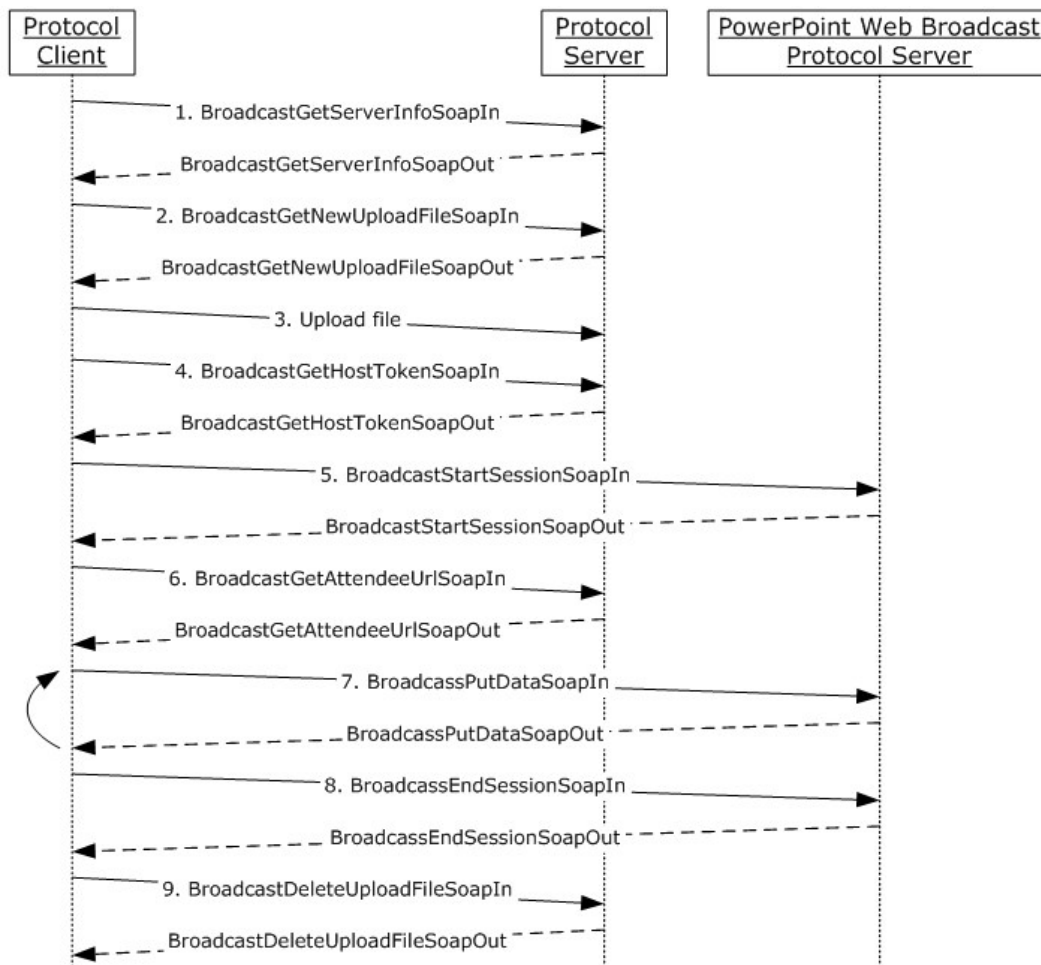 Protocol
Client
Protocol
Server
PowerPoint Web Broadcast
Protocol Server
1. BroadcastGetServerInfoSoapIn
BroadcastGetServerInfoSoapOut
2. BroadcastGetNewUploadFileSoapIn
BroadcastGetNewUploadFileSoapOut
3. Upload file
4. BroadcastGetHostTokenSoapIn
BroadcastGetHostTokenSoapOut
5. BroadcastStartSessionSoapIn
BroadcastStartSessionSoapOut
6. BroadcastGetAttendeeUrlSoapIn
BroadcastGetAttendeeUrlSoapOut
7. BroadcassPutDataSoapIn
BroadcassPutDataSoapOut
8. BroadcassEndSessionSoapIn
BroadcassEndSessionSoapOut
9. BroadcastDeleteUploadFileSoapIn
BroadcastDeleteUploadFileSoapOut